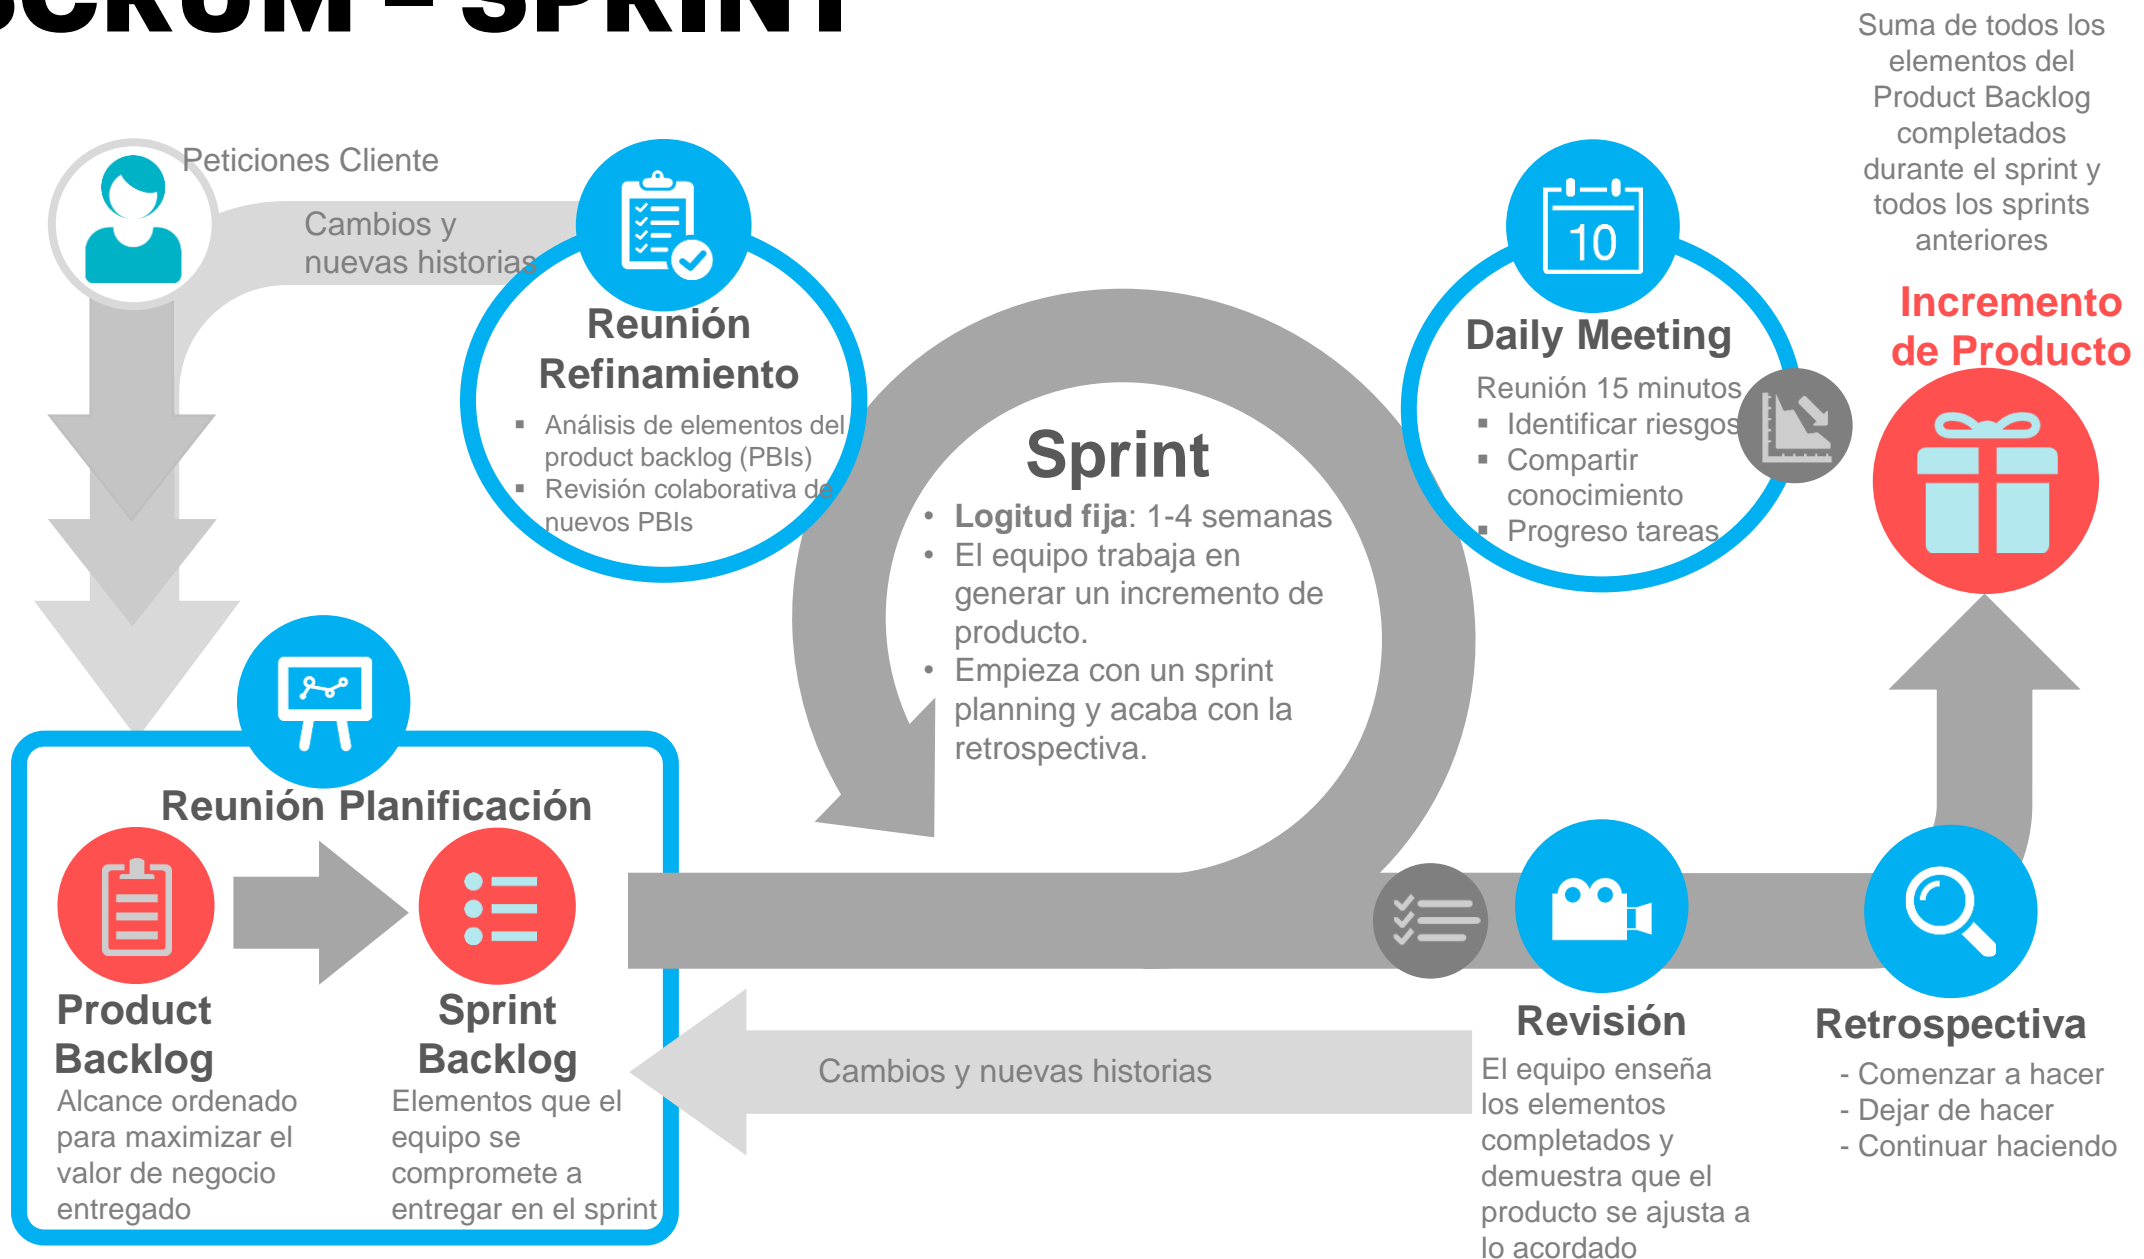 SCRUM – SPRINT
Suma de todos los
elementos del
Product Backlog
completados
durante el sprint y
todos los sprints
anteriores
Incremento
de Producto
Peticiones Cliente
Cambios y
nuevas historias
Reunión
Refinamiento
▪ Análisis de elementos del
product backlog (PBIs)
▪ Revisión colaborativa de
nuevos PBIs
Sprint
• Logitud fija: 1-4 semanas
• El equipo trabaja en
generar un incremento de
producto.
• Empieza con un sprint
planning y acaba con la
retrospectiva.
10
Daily Meeting
Reunión 15 minutos
▪ Identificar riesgos
▪ Compartir
conocimiento
▪ Progreso tareas
Reunión Planificación
Product
Backlog
Alcance ordenado
para maximizar el
valor de negocio
entregado
Sprint
Backlog
Elementos que el
equipo se
compromete a
entregar en el sprint
Cambios y nuevas historias
Revisión
El equipo enseña
los elementos
completados y
demuestra que el
producto se ajusta a
lo acordado
Retrospectiva
- Comenzar a hacer
- Dejar de hacer
- Continuar haciendo